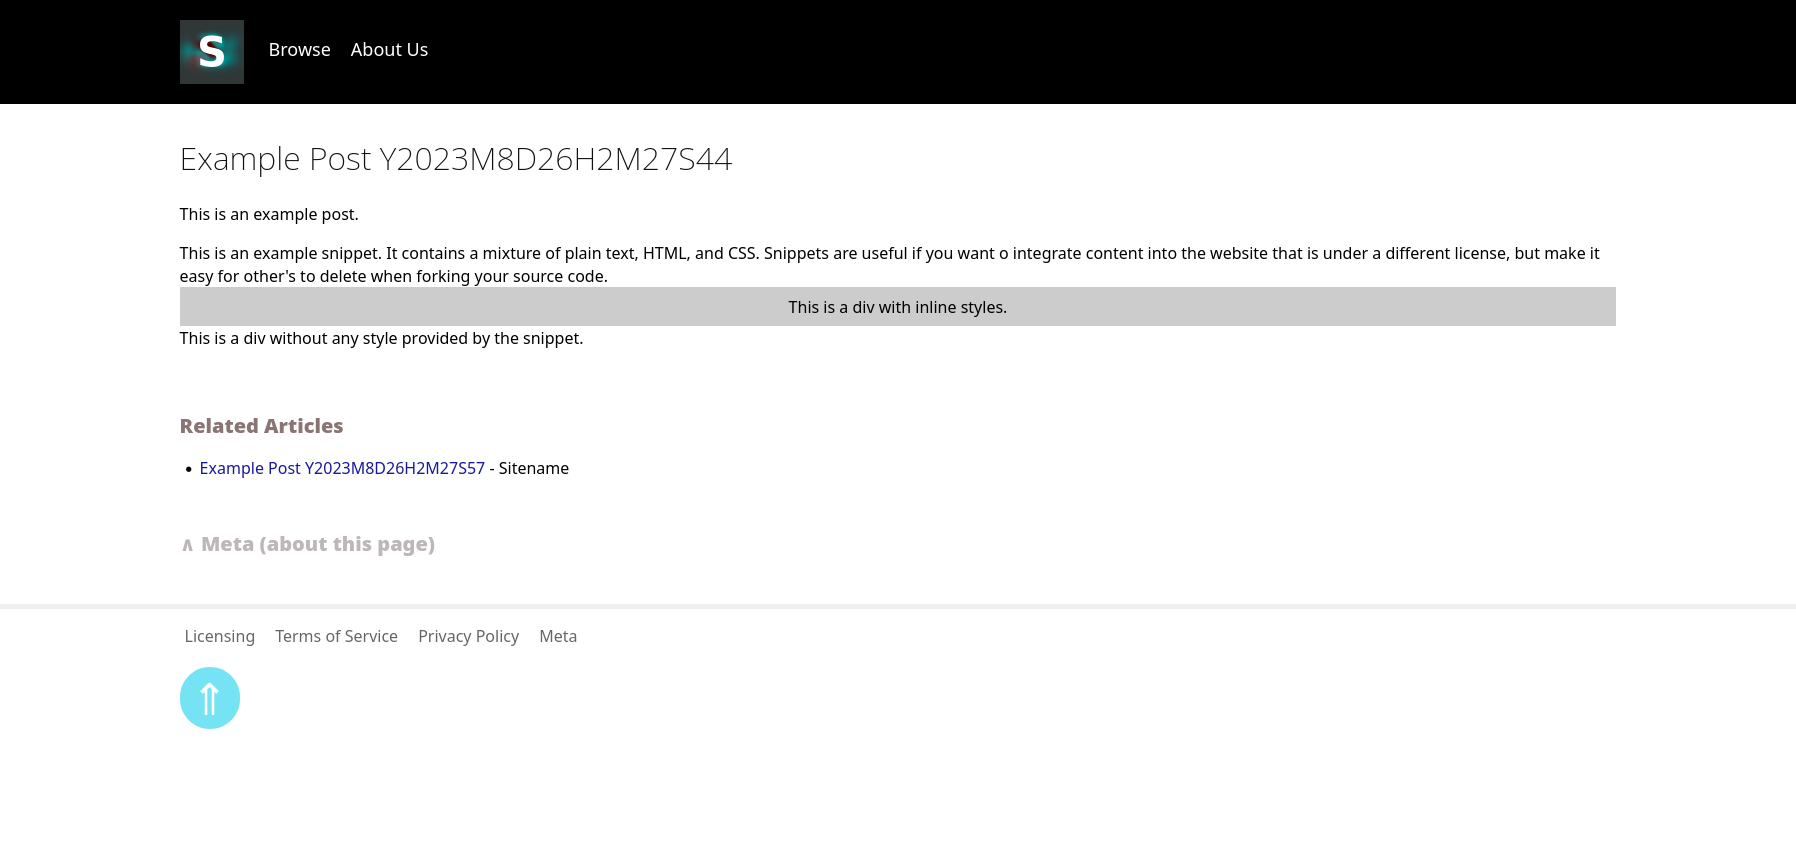 S
Browse About Us
Example Post Y2023M8D26H2M27S44
This is an example post.
This is an example snippet. It contains a mixture of plain text, HTML, and CSS. Snippets are useful if you want o integrate content into the website that is under a different license, but make it
easy for other's to delete when forking your source code.
This is a div with inline styles.
This is a div without any style provided by the snippet.
Related Articles
• Example Post Y2023M8D26H2M27S57 - Sitename
∧ Meta (about this page)
Licensing Terms of Service Privacy Policy Meta
⇑